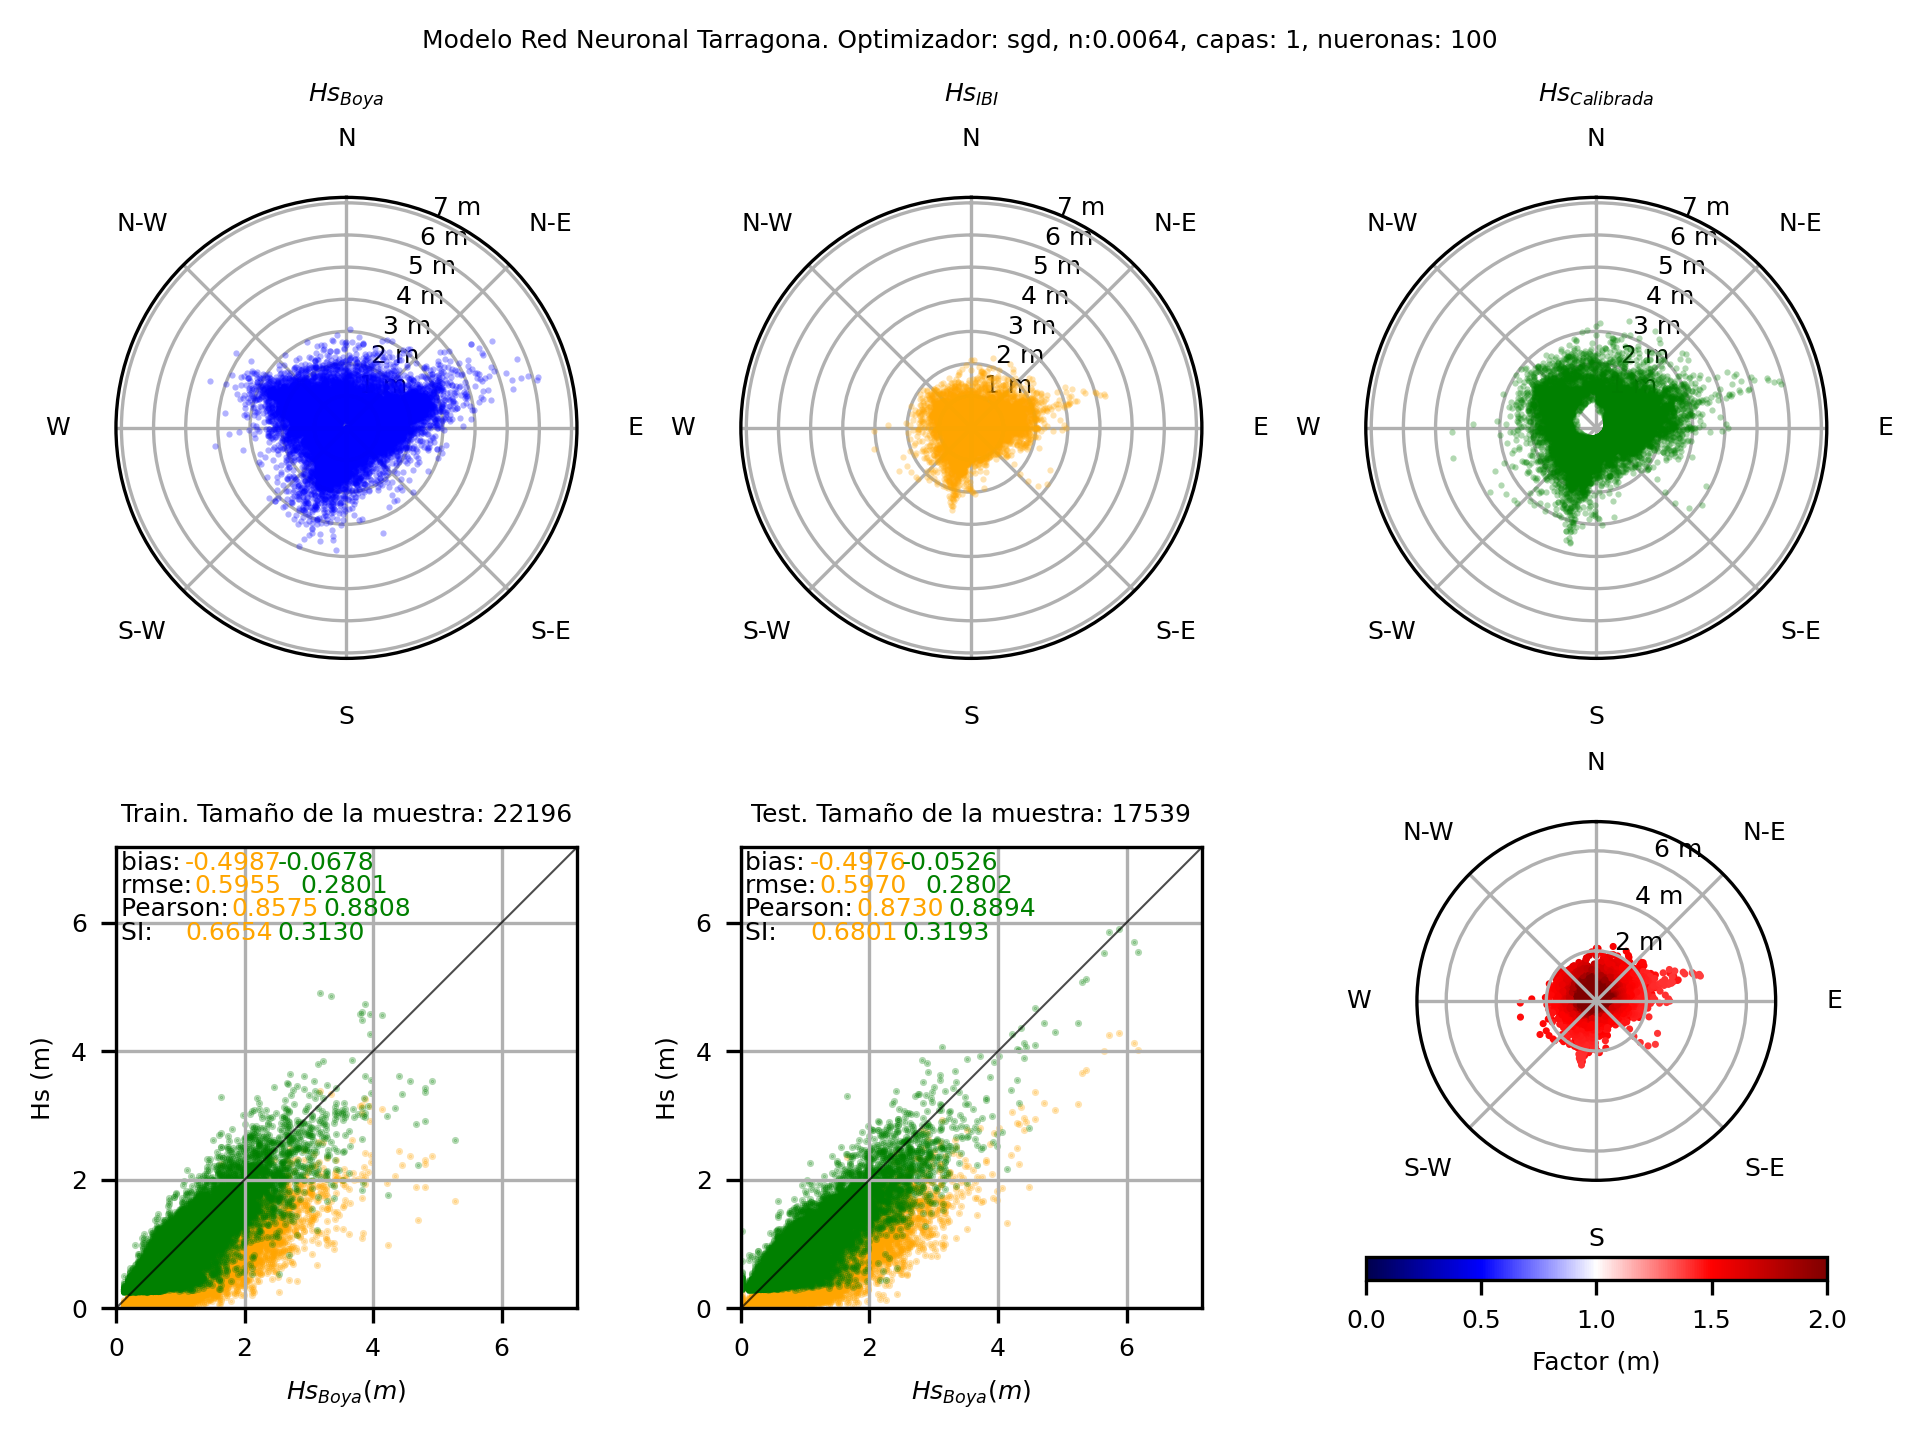 Modelo Red Neuronal Tarragona. Optimizador: sgd, n:0.0064, capas: 1, nueronas: 100
Hs_Boya
N
N-W
N-E
W
E
S-W
S-E
S
7 m
6 m
5 m
4 m
3 m
2 m
Hs_IBI
N
N-W
N-E
W
E
S-W
S-E
S
7 m
6 m
5 m
4 m
3 m
2 m
1 m
Hs_Calibrada
N
N-W
N-E
W
E
S-W
S-E
S
7 m
6 m
5 m
4 m
3 m
2 m
Train. Tamaño de la muestra: 22196
bias: -0.4987 -0.0678
rmse: 0.5955 0.2801
Pearson: 0.8575 0.8808
SI: 0.6654 0.3130
Hs (m)
6
4
2
0
0 2 4 6
Hs_Boya(m)
Test. Tamaño de la muestra: 17539
bias: -0.4976 -0.0526
rmse: 0.5970 0.2802
Pearson: 0.8730 0.8894
SI: 0.6801 0.3193
Hs (m)
6
4
2
0
0 2 4 6
Hs_Boya(m)
N
N-W
N-E
W
E
S-W
S-E
S
6 m
4 m
2 m
0.0 0.5 1.0 1.5 2.0
Factor (m)